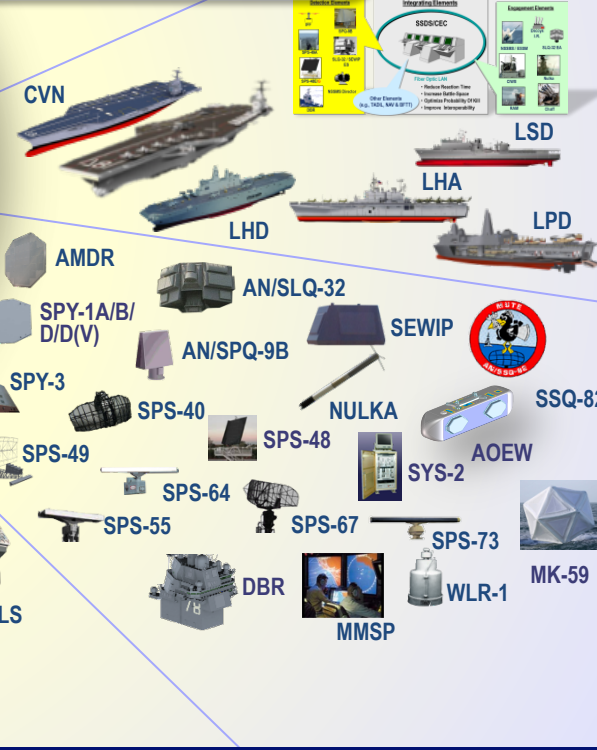 Detection Elements
Integrating Elements
Engagement Elements
SSDS/CEC
Fiber Optic LAN
• Reduce Reaction Time
• Increase Battle-Space
• Optimize Probability Of Kill
• Improve Interoperability
Other Elements
(e.g., TADIL, NAV & BFTT)
CVN
LSD
LHA
LHD
LPD
AMDR
AN/SLQ-32
MUTE
AN/SSQ-82
SPY-1A/B/
D/D(V)
SEWIP
AN/SPQ-9B
SPY-3
SPS-40
NULKA
SSQ-82
SPS-48
AOEW
SPS-49
SYS-2
SPS-64
SPS-55
SPS-67
SPS-73
MK-59
DBR
78
WLR-1
LS
MMSP